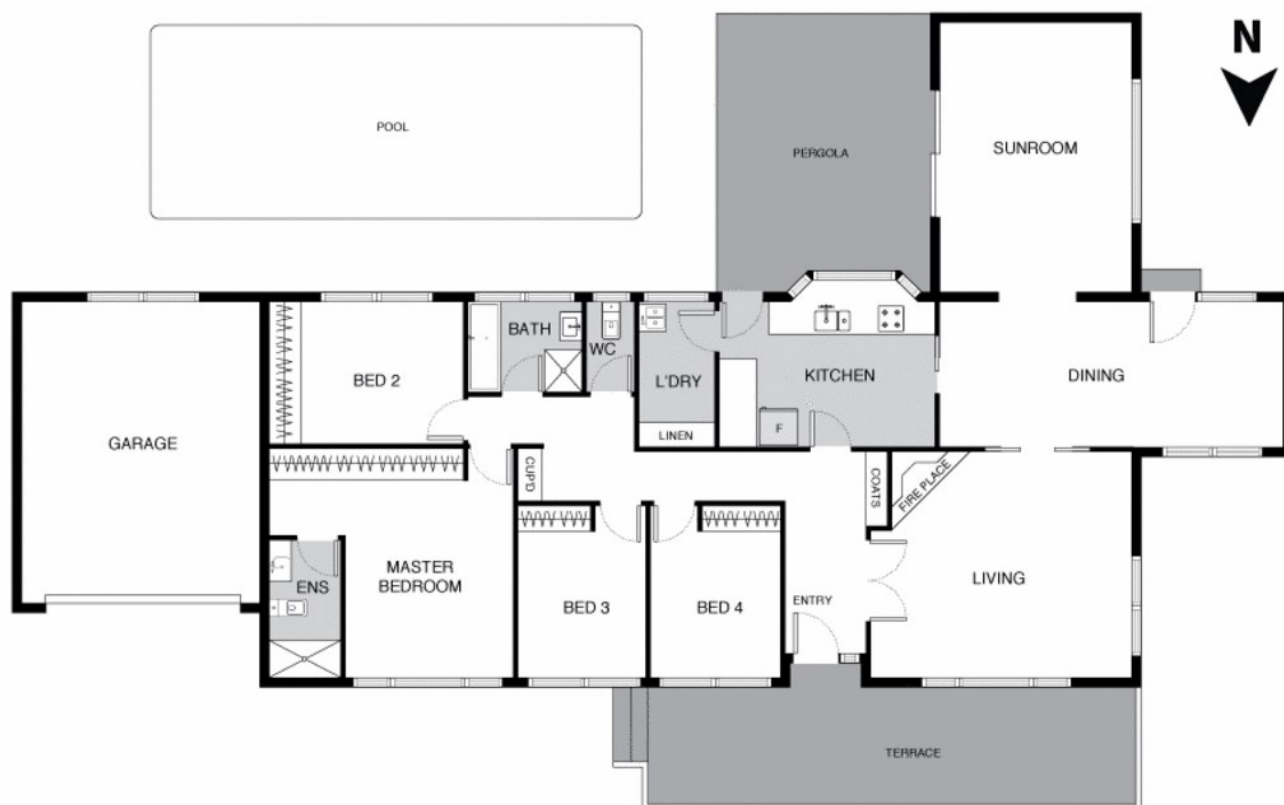 N
POOL
PERGOLA
SUNROOM
BATH
WC
BED 2
L'DRY
KITCHEN
DINING
GARAGE
LINEN
F
CUP'D
COATS
FIRE PLACE
MASTER
BEDROOM
ENS
LIVING
BED 3
BED 4
ENTRY
TERRACE